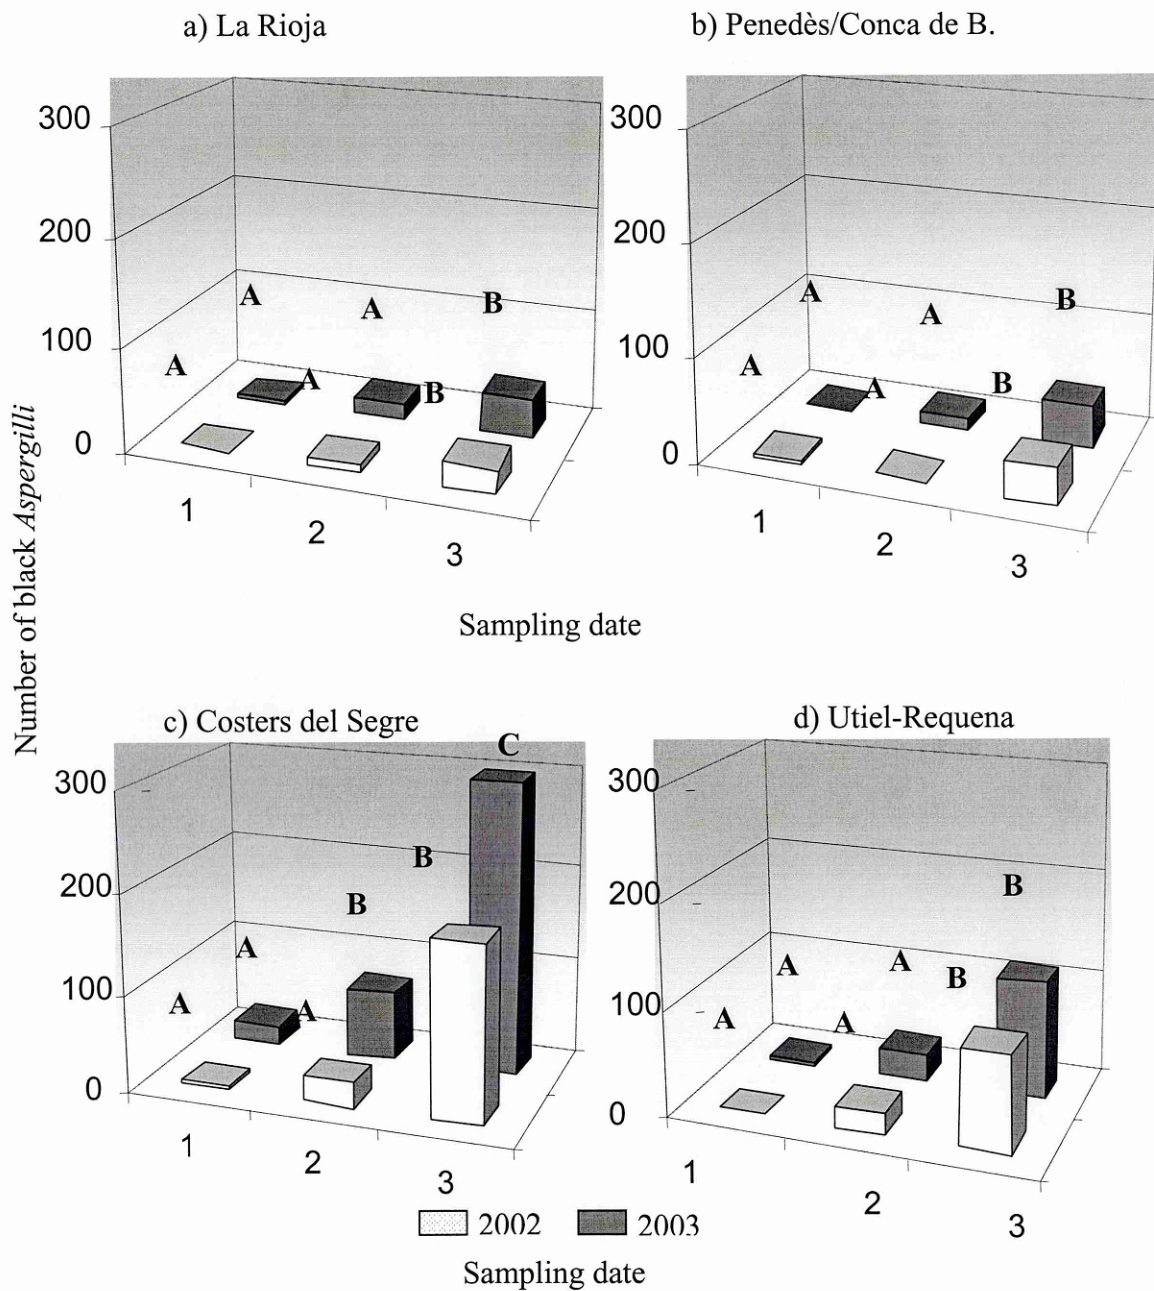 a) La Rioja
b) Penedès/Conca de B.
300
200
100
0
A
A
B
A
A
B
1
2
3
300
200
100
0
A
A
B
A
A
B
1
2
3
Number of black Aspergilli
Sampling date
c) Costers del Segre
d) Utiel-Requena
300
200
100
0
C
B
B
A
A
A
1
2
3
300
200
100
0
B
A
A
B
A
A
1
2
3
2002
2003
Sampling date